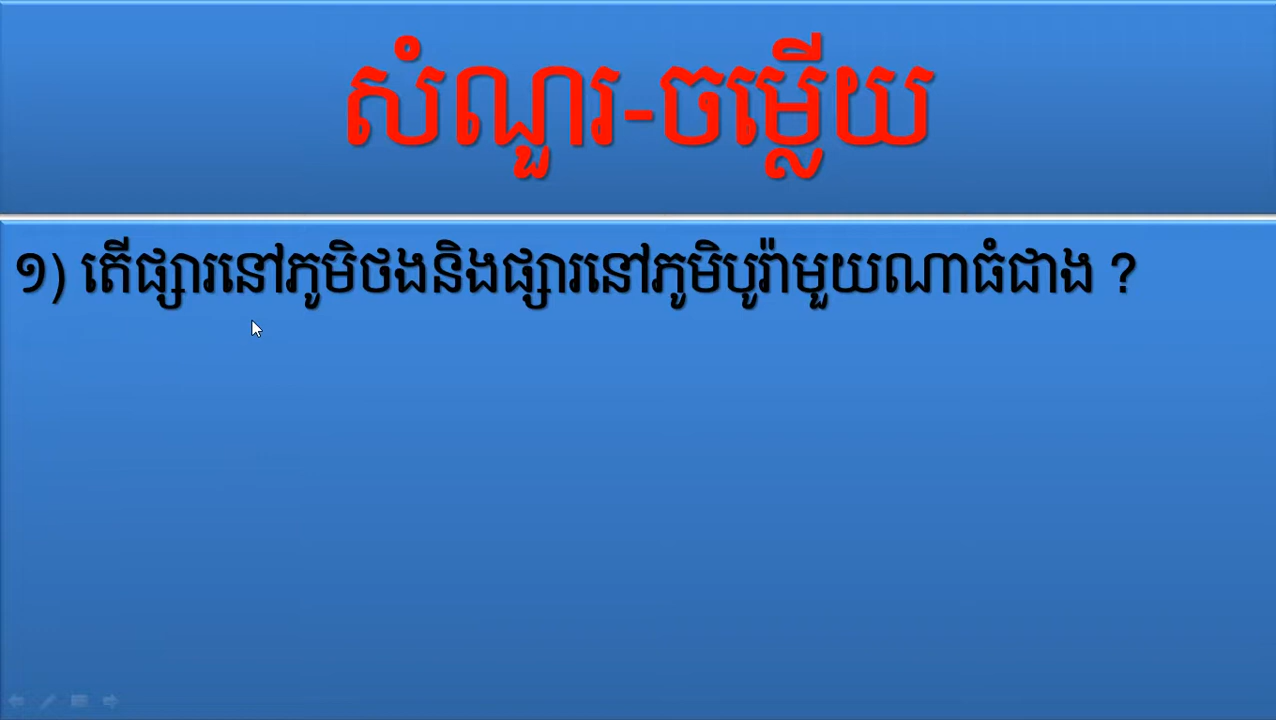 សំណួរ-ចម្លើយ
១) តើផ្សារនៅភូមិថងនិងផ្សារនៅភូមិបូរ៉ាមួយណាធំជាង ?